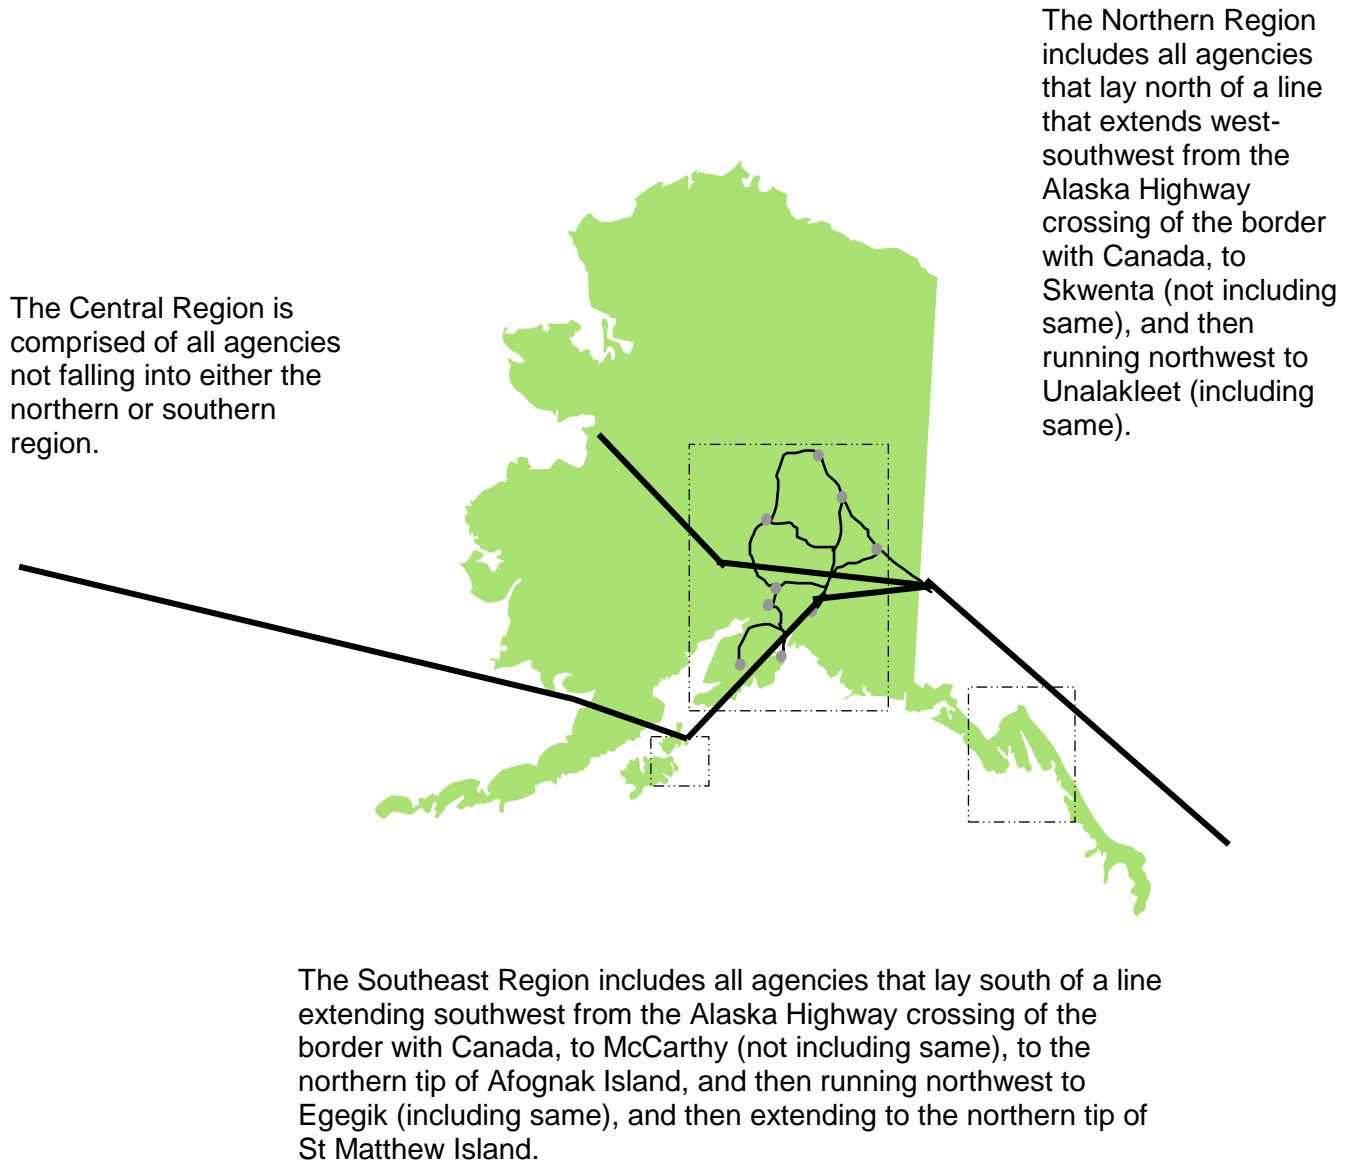 The Northern Region
includes all agencies
that lay north of a line
that extends west-
southwest from the
Alaska Highway
crossing of the border
with Canada, to
Skwenta (not including
same), and then
running northwest to
Unalakleet (including
same).
The Central Region is
comprised of all agencies
not falling into either the
northern or southern
region.
The Southeast Region includes all agencies that lay south of a line
extending southwest from the Alaska Highway crossing of the
border with Canada, to McCarthy (not including same), to the
northern tip of Afognak Island, and then running northwest to
Egegik (including same), and then extending to the northern tip of
St Matthew Island.